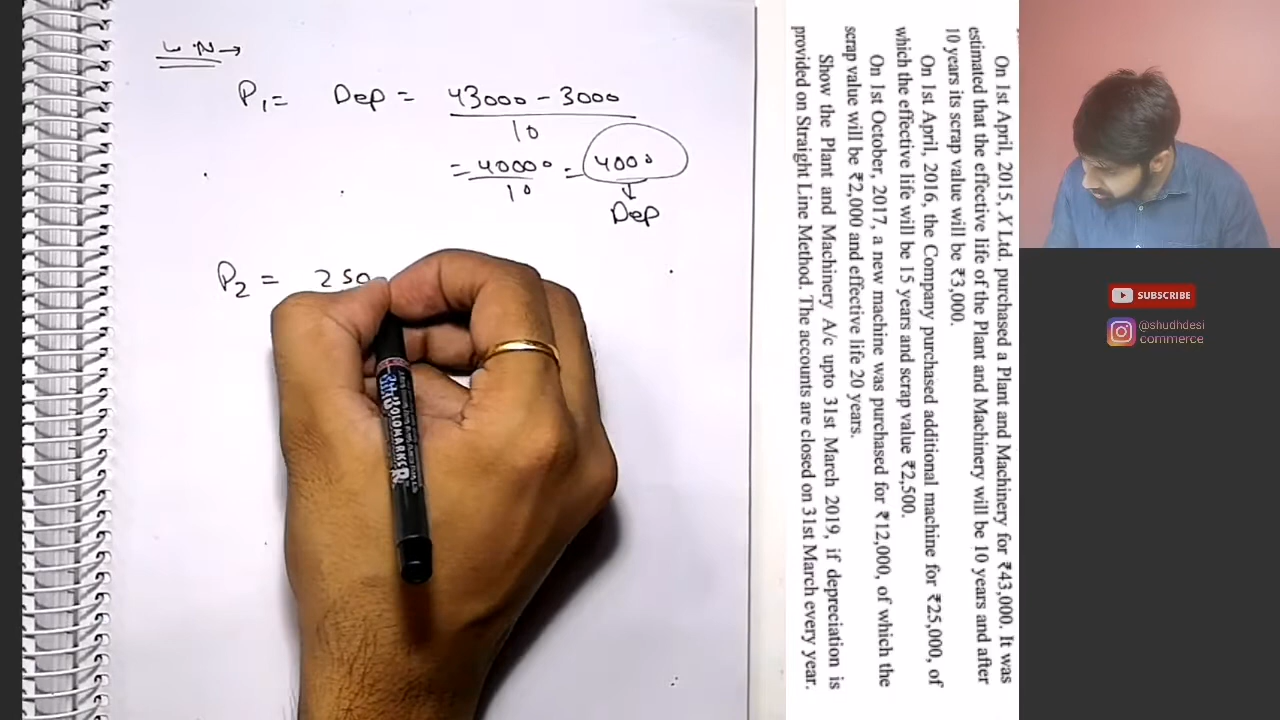 W N →
P₁ = Dep = 43000 - 3000
10
= 40000 = 4000
10
Dep
P₂ = 250
On 1st April, 2015, X Ltd. purchased a Plant and Machinery for ₹43,000. It was
estimated that the effective life of the Plant and Machinery will be 10 years and after
10 years its scrap value will be ₹3,000.
On 1st April, 2016, the Company purchased additional machine for ₹25,000, of
which the effective life will be 15 years and scrap value ₹2,500.
On 1st October, 2017, a new machine was purchased for ₹12,000, of which the
scrap value will be ₹2,000 and effective life 20 years.
Show the Plant and Machinery A/c upto 31st March 2019, if depreciation is
provided on Straight Line Method. The accounts are closed on 31st March every year.
SUBSCRIBE
@shudhdesi
commerce